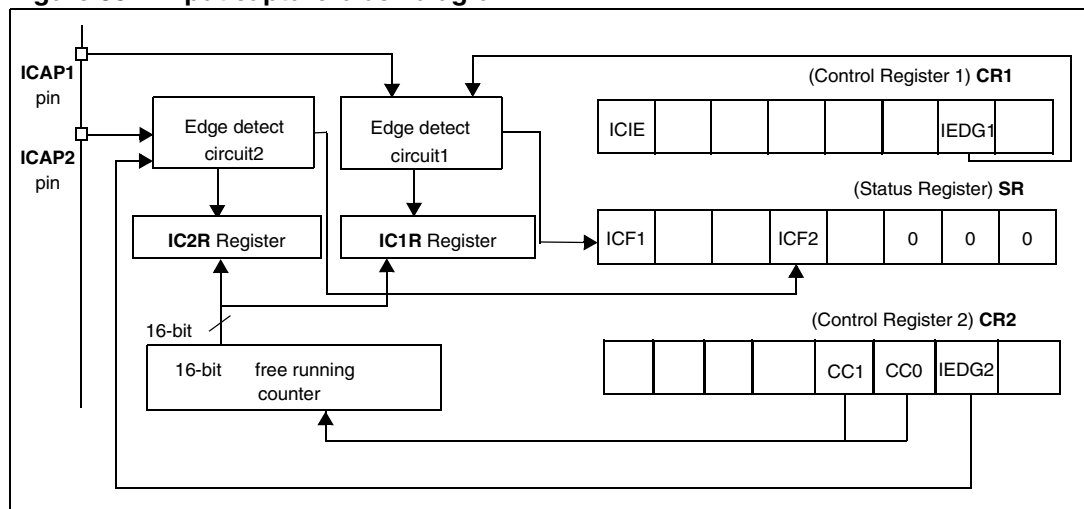 ICAP1
pin
ICAP2
pin
Edge detect
circuit2
Edge detect
circuit1
IC2R Register
IC1R Register
16-bit
16-bit free running
counter
(Control Register 1) CR1
ICIE IEDG1
(Status Register) SR
ICF1 ICF2 0 0 0
(Control Register 2) CR2
CC1 CC0 IEDG2